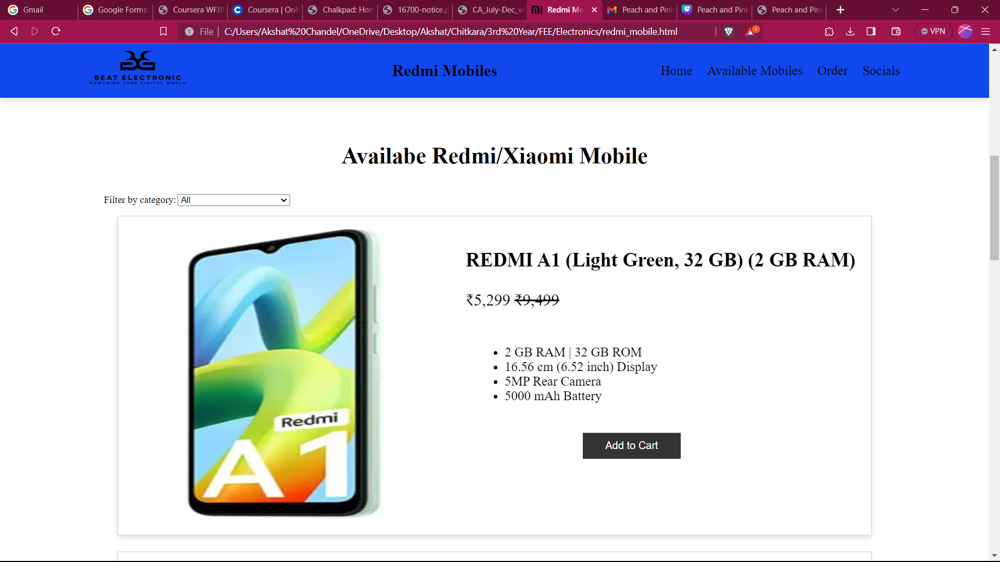 Gmail
Google Forms:
Coursera WFJJI
Coursera | Onli
Chalkpad: Hom
16700-notice.p
CA_July-Dec_ve
Redmi Mo
Peach and Pink
Peach and Pink
Peach and Pink
File
C:/Users/Akshat%20Chandel/OneDrive/Desktop/Akshat/Chitkara/3rd%20Year/FEE/Electronics/redmi_mobile.html
1
VPN
BEAT ELECTRONIC
POWERING YOUR DIGITAL WORLD
Redmi Mobiles
Home Available Mobiles Order Socials
Availabe Redmi/Xiaomi Mobile
Filter by category: All
REDMI A1 (Light Green, 32 GB) (2 GB RAM)
₹5,299 ₹9,499
2 GB RAM | 32 GB ROM
16.56 cm (6.52 inch) Display
5MP Rear Camera
5000 mAh Battery
Redmi
A1
Add to Cart